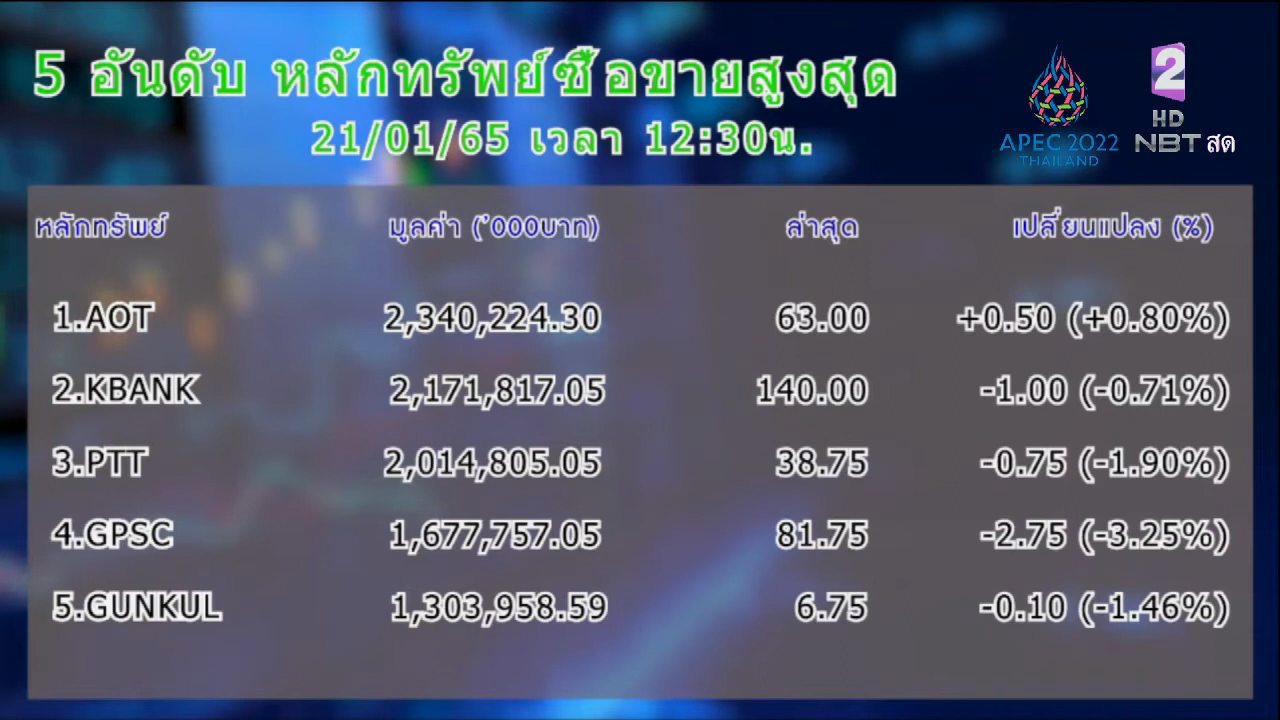 5 อันดับ หลักทรัพย์ซื้อขายสูงสุด
21/01/65 เวลา 12:30น.
APEC 2022
THAILAND
2
HD
NBT สด
หลักทรัพย์ มูลค่า ('000บาท) ล่าสุด เปลี่ยนแปลง (%)
1.AOT 2,340,224.30 63.00 +0.50 (+0.80%)
2.KBANK 2,171,817.05 140.00 -1.00 (-0.71%)
3.PTT 2,014,805.05 38.75 -0.75 (-1.90%)
4.GPSC 1,677,757.05 81.75 -2.75 (-3.25%)
5.GUNKUL 1,303,958.59 6.75 -0.10 (-1.46%)